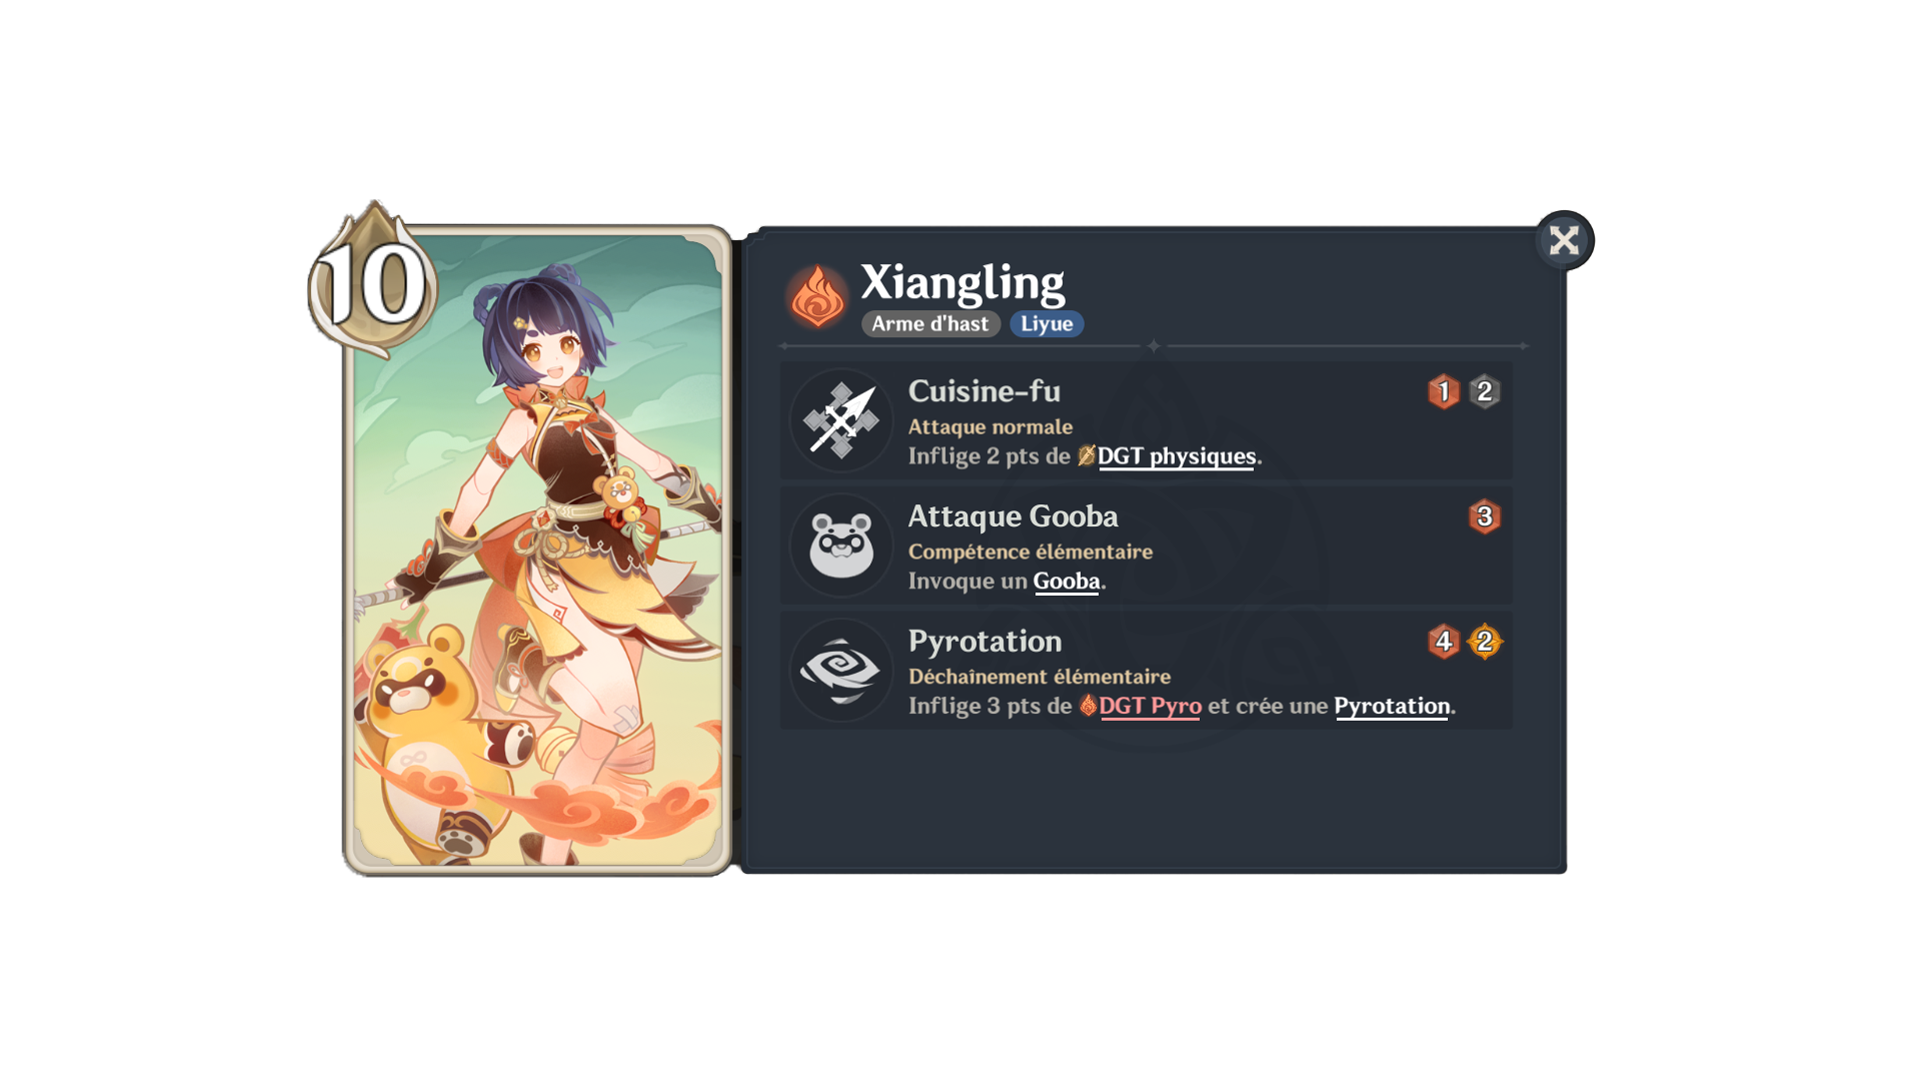 10
Xiangling
Arme d'hast Liyue
Cuisine-fu 1 2
Attaque normale
Inflige 2 pts de DGT physiques.
Attaque Gooba 3
Compétence élémentaire
Invoque un Gooba.
Pyrotation 4 2
Déchaînement élémentaire
Inflige 3 pts de DGT Pyro et crée une Pyrotation.